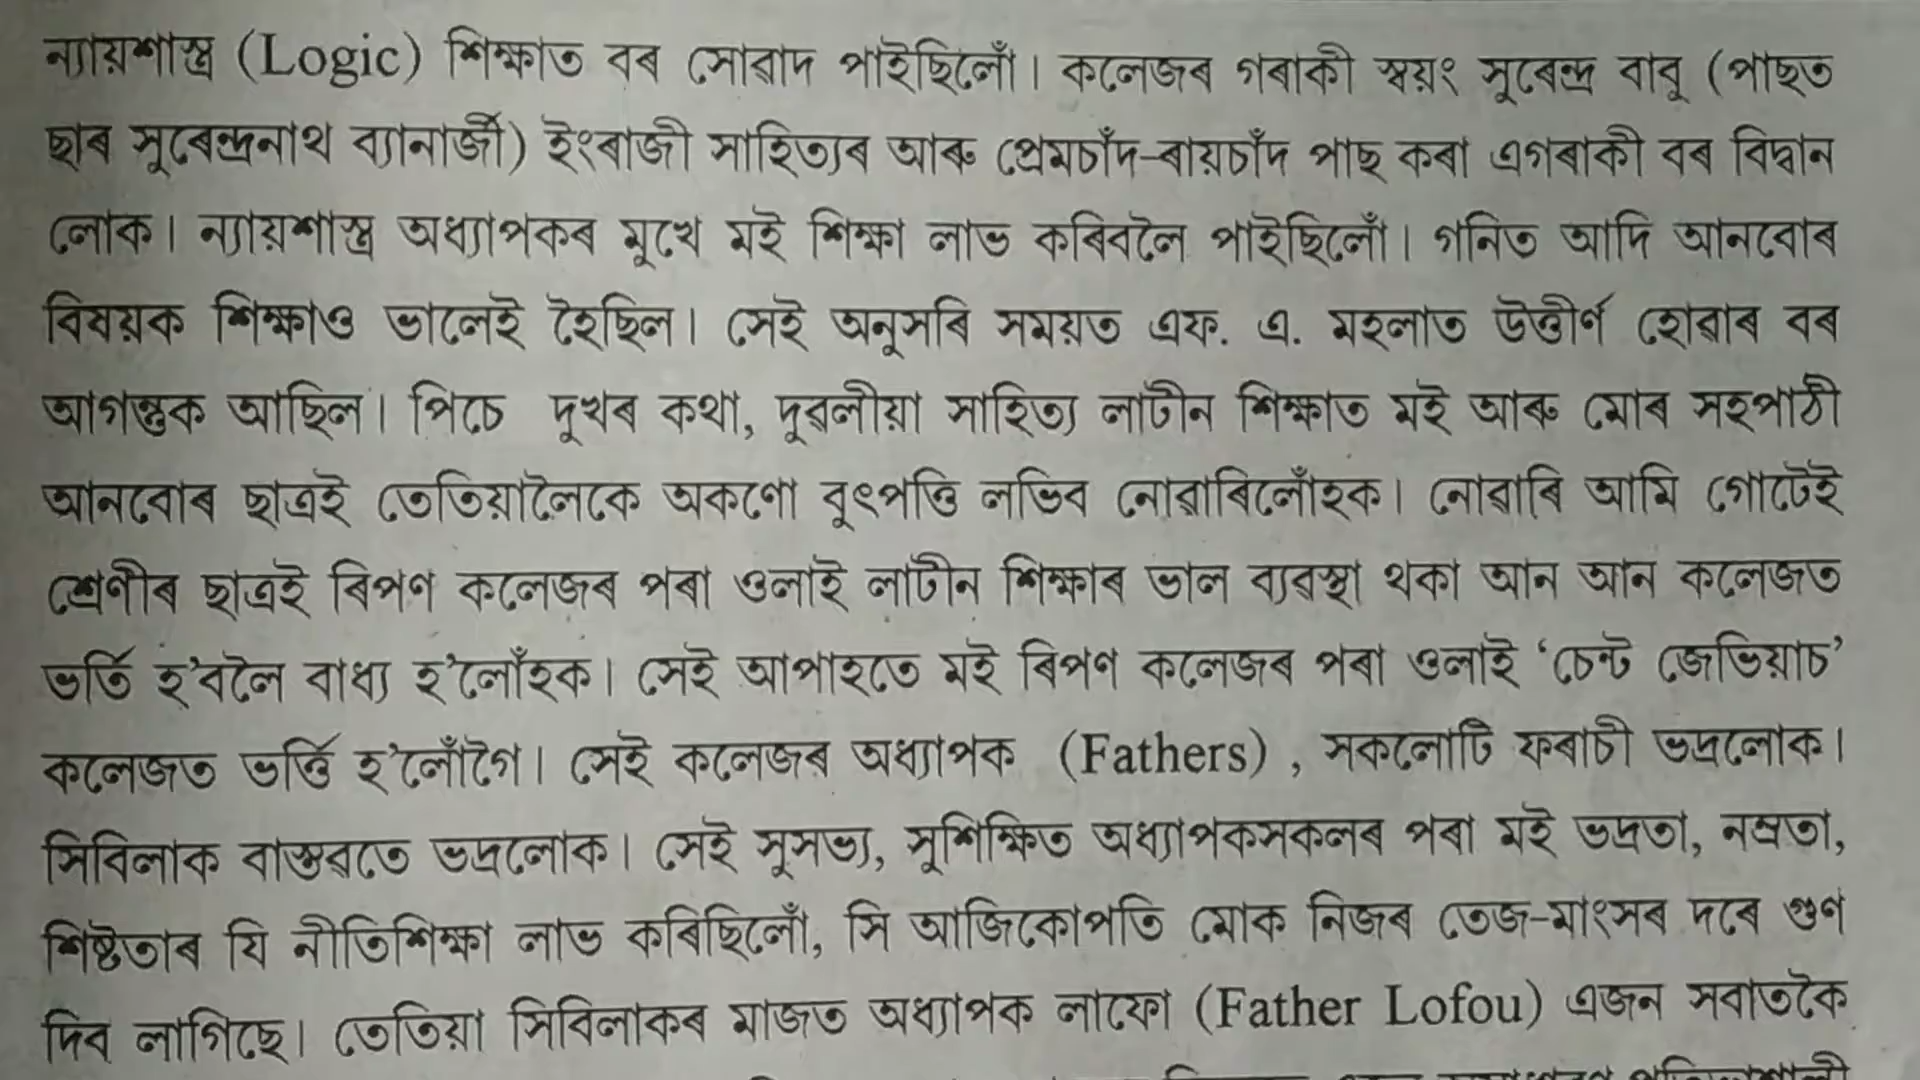 ন্যায়শাস্ত্ৰ (Logic) শিক্ষাত বৰ সোৱাদ পাইছিলোঁ। কলেজৰ গৰাকী স্বয়ং সুৰেন্দ্ৰ বাবু (পাছত
ছাৰ সুৰেন্দ্ৰনাথ ব্যানাৰ্জী) ইংৰাজী সাহিত্যৰ আৰু প্ৰেমচাঁদ-ৰায়চাঁদ পাছ কৰা এগৰাকী বৰ বিদ্বান
লোক। ন্যায়শাস্ত্ৰ অধ্যাপকৰ মুখে মই শিক্ষা লাভ কৰিবলৈ পাইছিলোঁ। গনিত আদি আনবোৰ
বিষয়ক শিক্ষাও ভালেই হৈছিল। সেই অনুসৰি সময়ত এফ. এ. মহলাত উত্তীৰ্ণ হোৱাৰ বৰ
আগন্তুক আছিল। পিচে দুখৰ কথা, দুৱলীয়া সাহিত্য লাটীন শিক্ষাত মই আৰু মোৰ সহপাঠী
আনবোৰ ছাত্ৰই তেতিয়ালৈকে অকণো বুৎপত্তি লভিব নোৱাৰিলোঁহক। নোৱাৰি আমি গোটেই
শ্ৰেণীৰ ছাত্ৰই ৰিপণ কলেজৰ পৰা ওলাই লাটীন শিক্ষাৰ ভাল ব্যৱস্থা থকা আন আন কলেজত
ভৰ্তি হ’বলৈ বাধ্য হ’লোঁহক। সেই আপাহতে মই ৰিপণ কলেজৰ পৰা ওলাই ‘চেন্ট জেভিয়াচ’
কলেজত ভৰ্ত্তি হ’লোঁগৈ। সেই কলেজৰ অধ্যাপক (Fathers) , সকলোটি ফৰাচী ভদ্ৰলোক।
সিবিলাক বাস্তৱতে ভদ্ৰলোক। সেই সুসভ্য, সুশিক্ষিত অধ্যাপকসকলৰ পৰা মই ভদ্ৰতা, নম্ৰতা,
শিষ্টতাৰ যি নীতিশিক্ষা লাভ কৰিছিলোঁ, সি আজিকোপতি মোক নিজৰ তেজ-মাংসৰ দৰে গুণ
দিব লাগিছে। তেতিয়া সিবিলাকৰ মাজত অধ্যাপক লাফো (Father Lofou) এজন সবাতকৈ